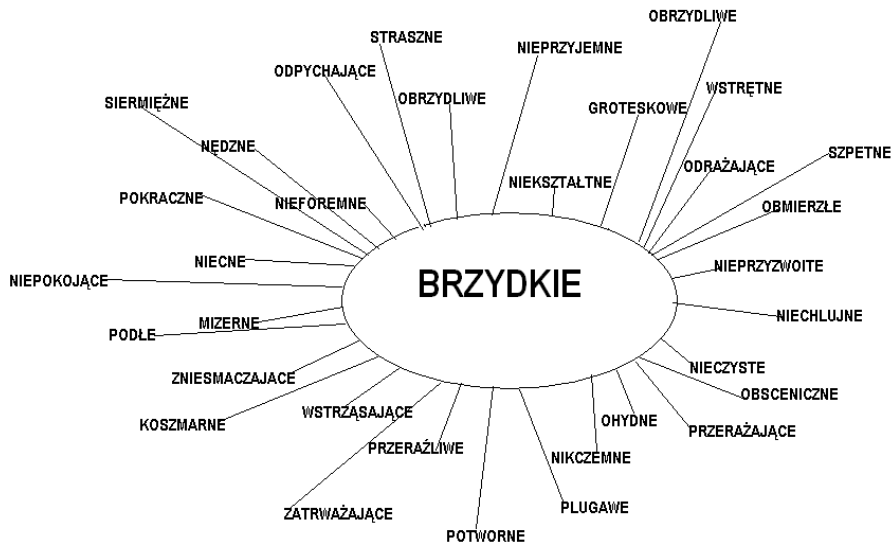 OBRZYDLIWE
STRASZNE
NIEPRZYJEMNE
ODPYCHAJĄCE
WSTRĘTNE
OBRZYDLIWE
SIERMIĘŻNE
GROTESKOWE
NĘDZNE
SZPETNE
ODRAŻAJĄCE
NIEKSZTAŁTNE
POKRACZNE
NIEFOREMNE
OBMIERZŁE
NIECNE
NIEPRZYZWOITE
NIEPOKOJĄCE
BRZYDKIE
NIECHLUJNE
MIZERNE
PODŁE
NIECZYSTE
ZNIESMACZAJACE
OBSCENICZNE
WSTRZĄSAJĄCE
OHYDNE
KOSZMARNE
PRZERAŻAJĄCE
PRZERAŹLIWE
NIKCZEMNE
PLUGAWE
ZATRWAŻAJĄCE
POTWORNE